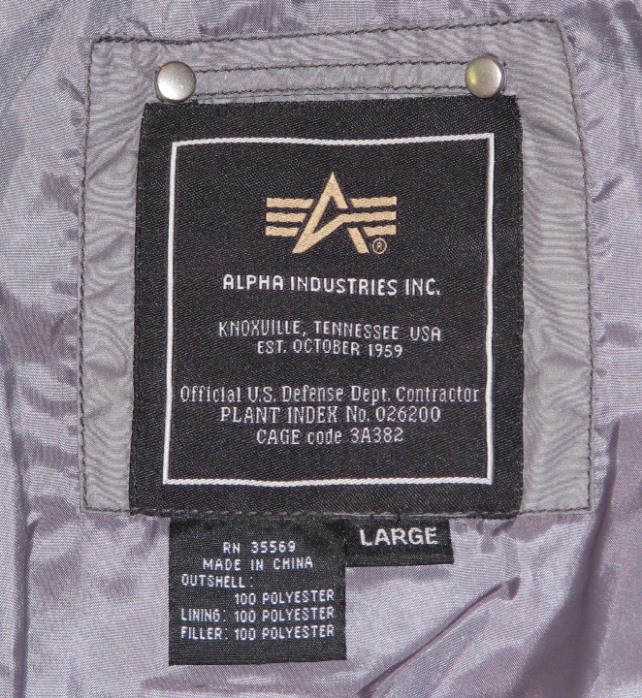 ®
ALPHA INDUSTRIES INC.
KNOXVILLE, TENNESSEE USA
EST. OCTOBER 1959
Official U.S. Defense Dept. Contractor
PLANT INDEX No. 026200
CAGE code 3A382
LARGE
RN 35569
MADE IN CHINA
OUTSHELL:
100 POLYESTER
LINING: 100 POLYESTER
FILLER: 100 POLYESTER